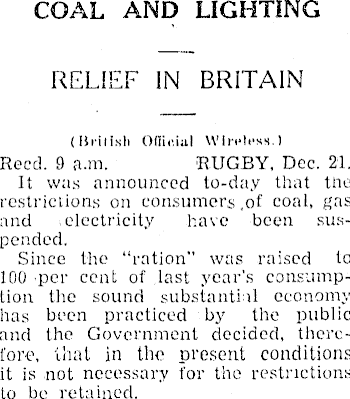 COAL AND LIGHTING
RELIEF IN BRITAIN
(British Official Wireless.)
Recd. 9 a.m. RUGBY, Dec. 21.
It was announced to-day that the
restrictions on consumers of coal, gas
and electricity have been sus-
pended.
Since the "ration" was raised to
100 per cent of last year's consump-
tion the sound substantial economy
has been practiced by the public
and the Government decided, there-
fore, that in the present conditions
it is not necessary for the restrictions
to be retained.